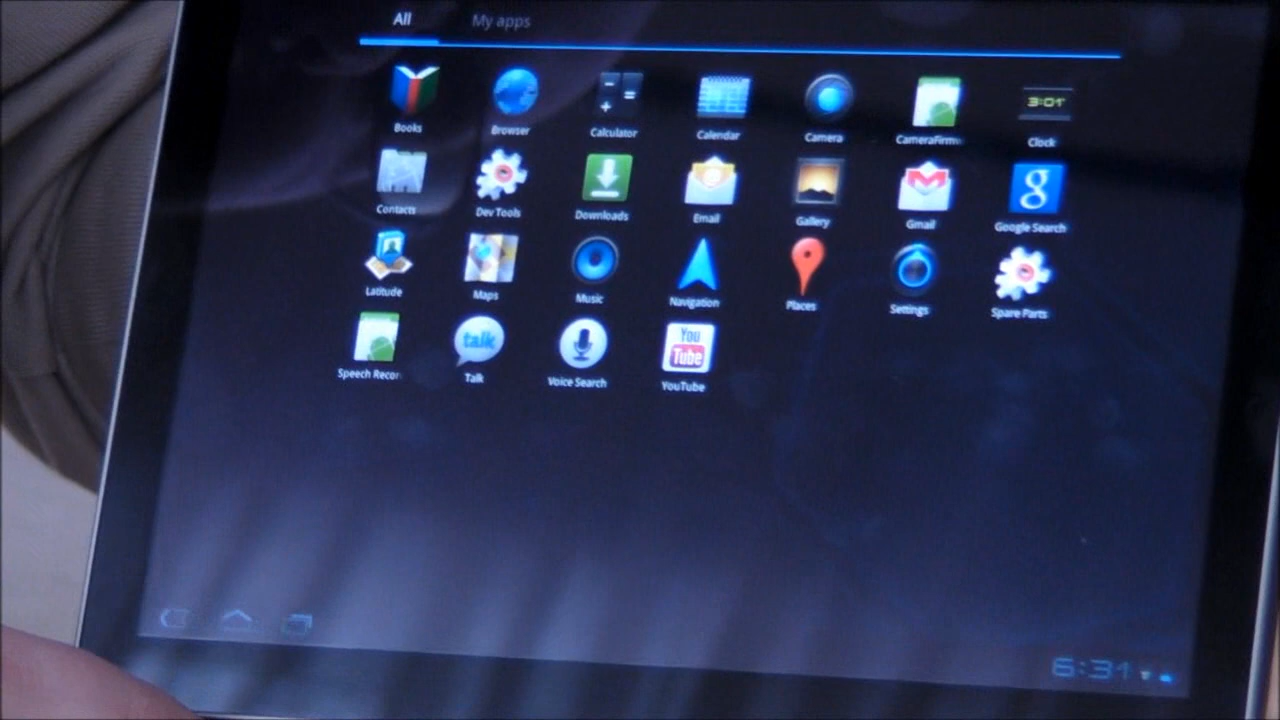 All My apps
3:01
Books Browser Calculator Calendar Camera CameraFirm Clock
Contacts Dev Tools Downloads Email Gallery Gmail Google Search
g
Latitude Maps Music Navigation Places Settings Spare Parts
talk You Tube
Speech Recor Talk Voice Search YouTube
6:31